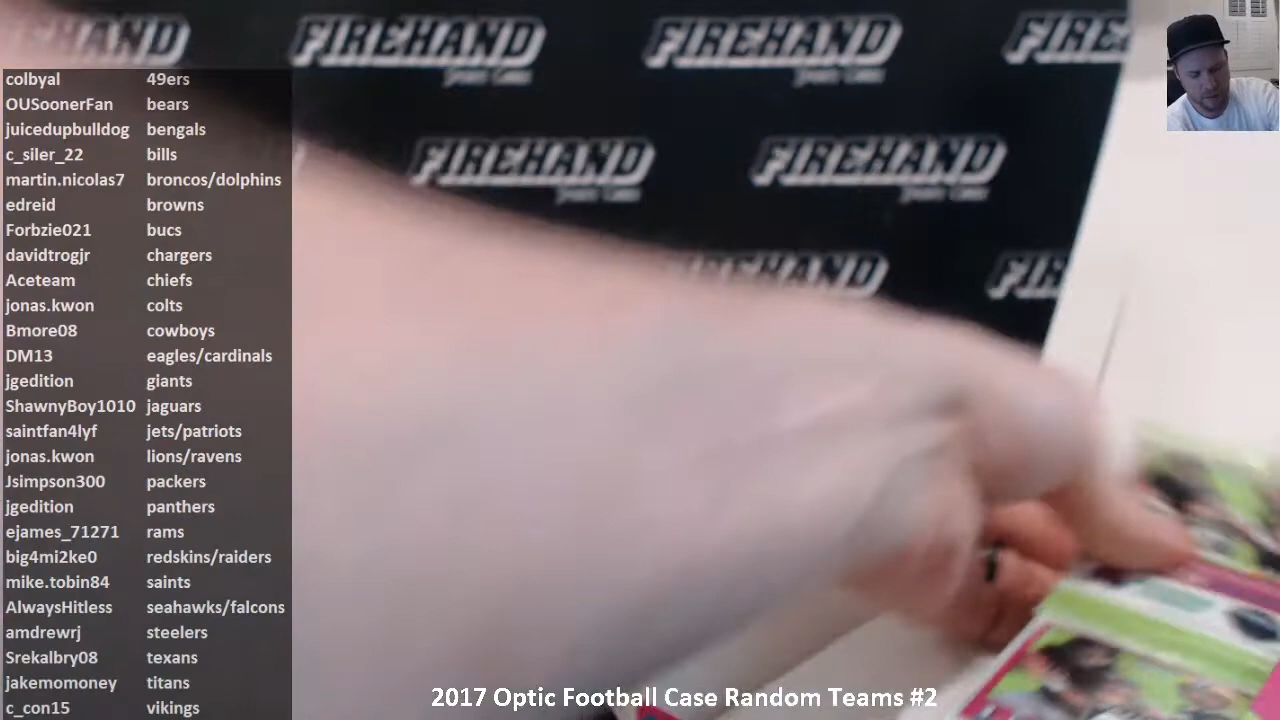 FIREHAND FIREHAND FIREHAND
FIREHAND FIREHAND
FIREHAND
colbyal 49ers
OUSoonerFan bears
juicedupbulldog bengals
c_siler_22 bills
martin.nicolas7 broncos/dolphins
edreid browns
Forbzie021 bucs
davidtrogjr chargers
Aceteam chiefs
jonas.kwon colts
Bmore08 cowboys
DM13 eagles/cardinals
jgedition giants
ShawnyBoy1010 jaguars
saintfan4lyf jets/patriots
jonas.kwon lions/ravens
Jsimpson300 packers
jgedition panthers
ejames_71271 rams
big4mi2ke0 redskins/raiders
mike.tobin84 saints
AlwaysHitless seahawks/falcons
amdrewrj steelers
Srekalbry08 texans
jakemomoney titans
c_con15 vikings
2017 Optic Football Case Random Teams #2